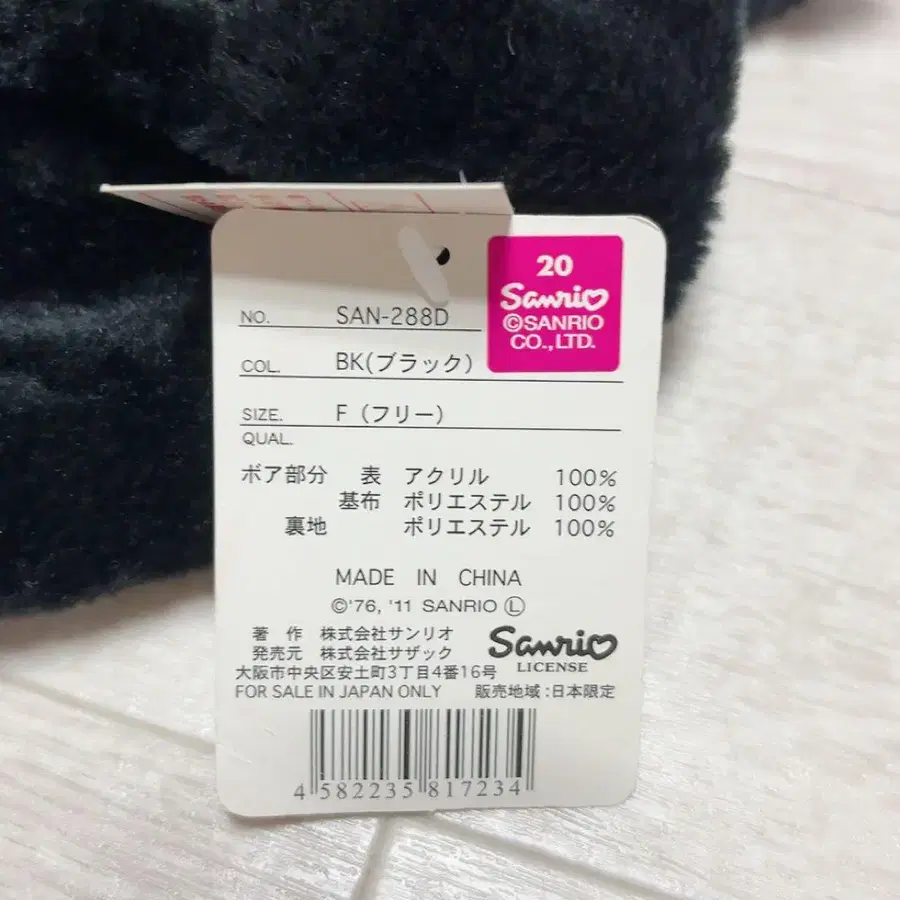 20
Sanrio
©SANRIO
CO.,LTD.
NO. SAN-288D
COL. BK(ブラック)
SIZE. F (フリー)
QUAL.
ボア部分 表 アクリル 100%
基布 ポリエステル 100%
裏地 ポリエステル 100%
MADE IN CHINA
©'76, '11 SANRIO Ⓛ
著 作 株式会社サンリオ
発売元 株式会社サザック
Sanrio
LICENSE
大阪市中央区安土町3丁目4番16号
FOR SALE IN JAPAN ONLY 販売地域:日本限定
4 582235 817234